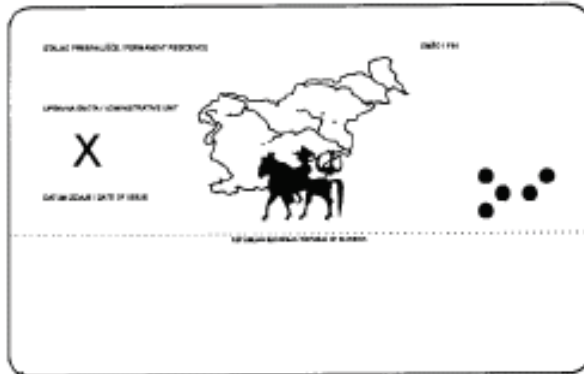 STALNO PREBIVALIŠČE / PERMANENT RESIDENCE
EMŠO / PIN
UPRAVNA ENOTA / ADMINISTRATIVE UNIT
X
DATUM IZDAJE / DATE OF ISSUE
REPUBLIKA SLOVENIJA / REPUBLIC OF SLOVENIA